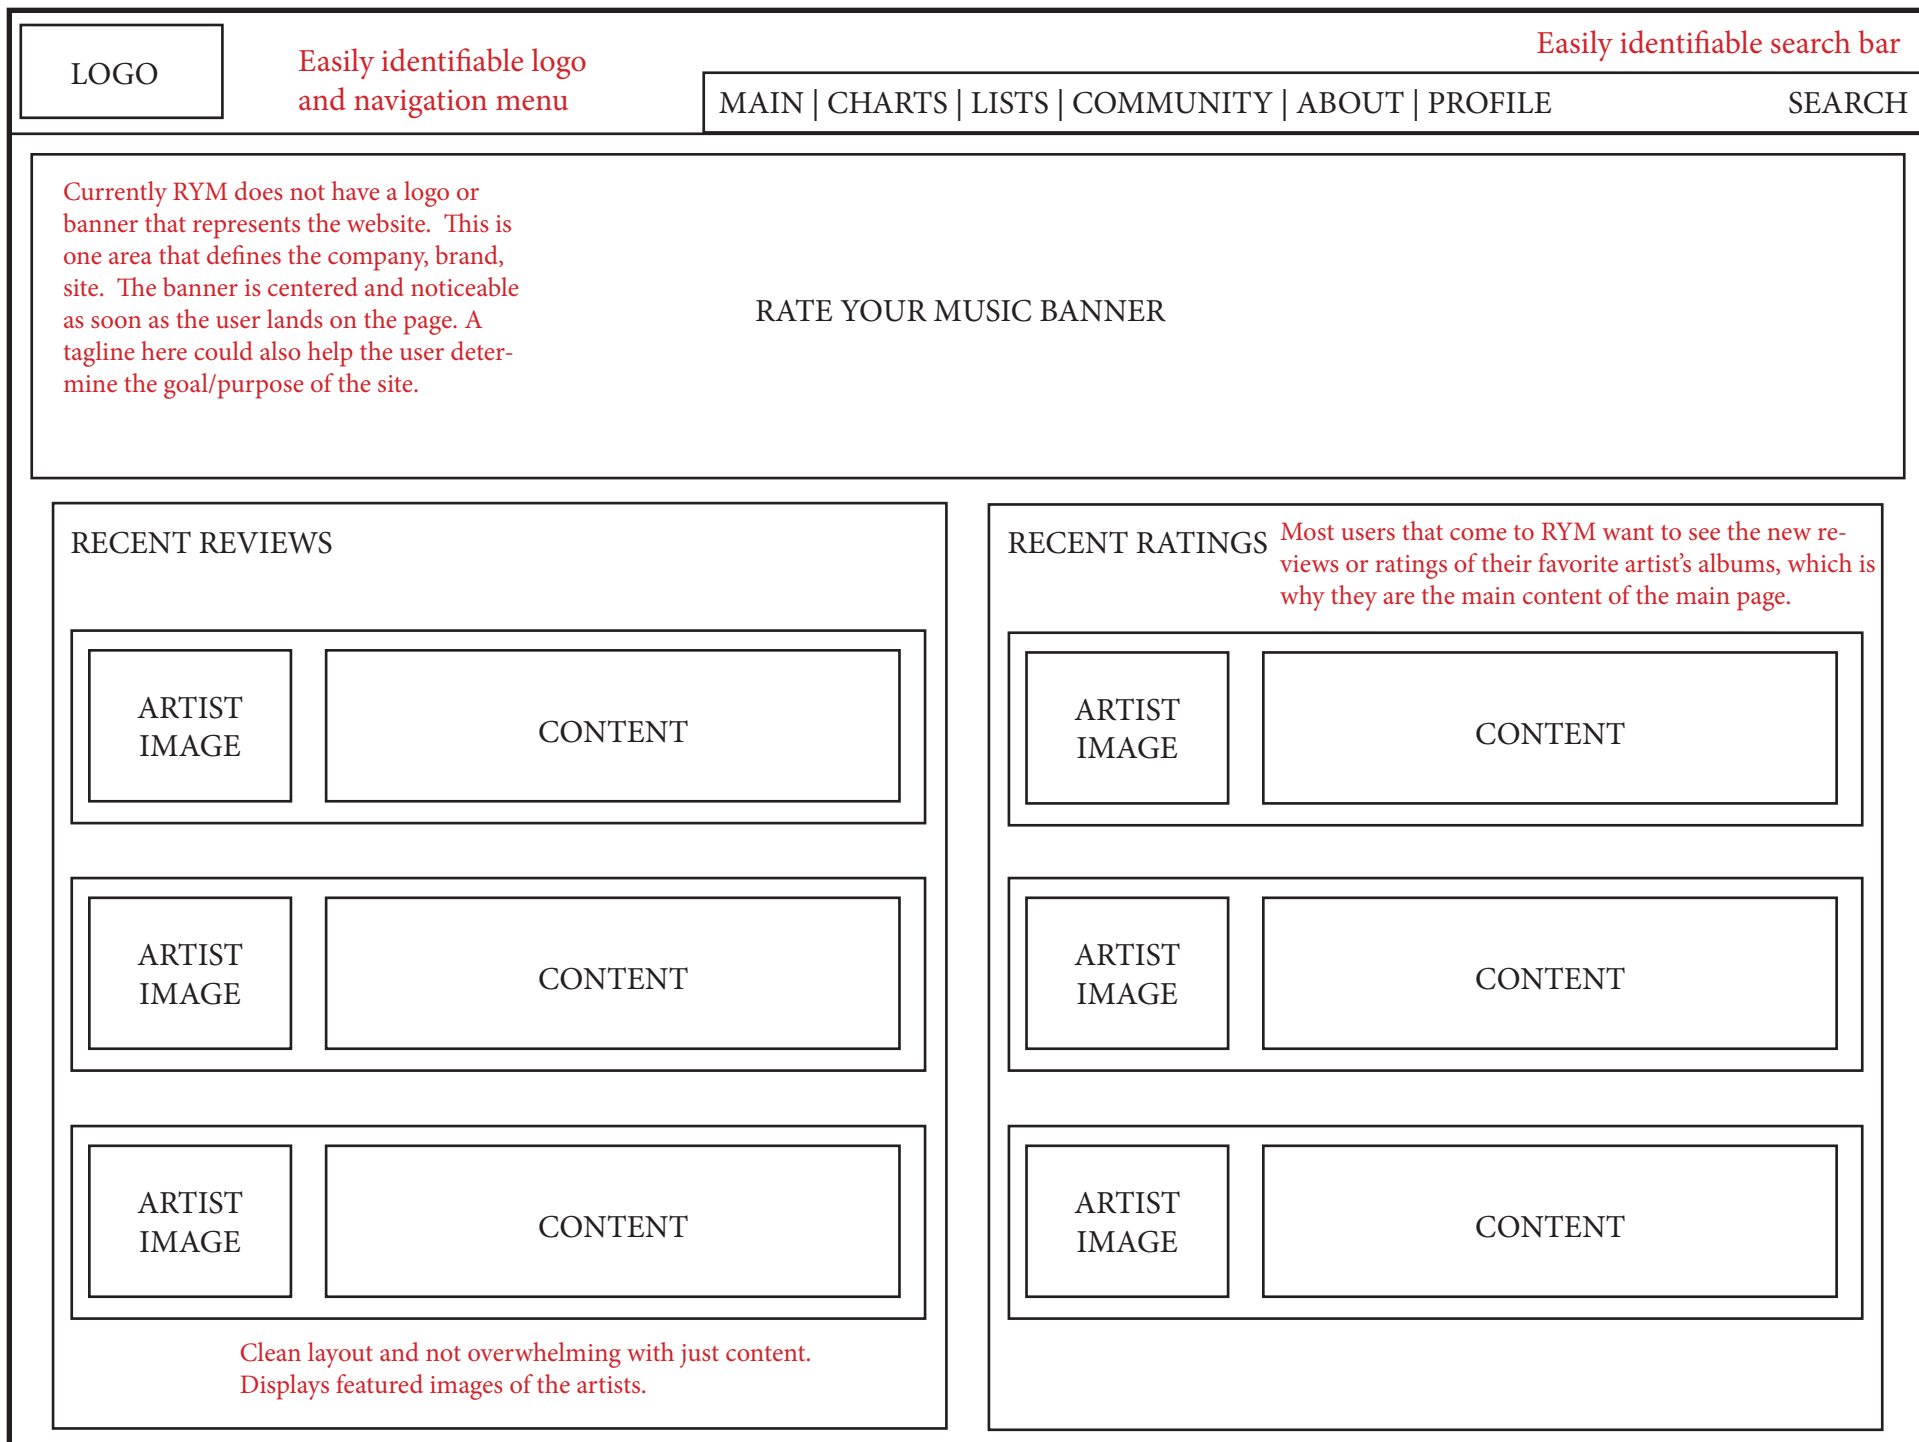 LOGO
Easily identifiable logo
and navigation menu
Easily identifiable search bar
MAIN | CHARTS | LISTS | COMMUNITY | ABOUT | PROFILE
SEARCH
Currently RYM does not have a logo or
banner that represents the website.  This is
one area that defines the company, brand,
site.  The banner is centered and noticeable
as soon as the user lands on the page. A
tagline here could also help the user deter-
mine the goal/purpose of the site.
RATE YOUR MUSIC BANNER
RECENT REVIEWS
ARTIST
IMAGE
CONTENT
ARTIST
IMAGE
CONTENT
ARTIST
IMAGE
CONTENT
Clean layout and not overwhelming with just content.
Displays featured images of the artists.
RECENT RATINGS
Most users that come to RYM want to see the new re-
views or ratings of their favorite artist's albums, which is
why they are the main content of the main page.
ARTIST
IMAGE
CONTENT
ARTIST
IMAGE
CONTENT
ARTIST
IMAGE
CONTENT